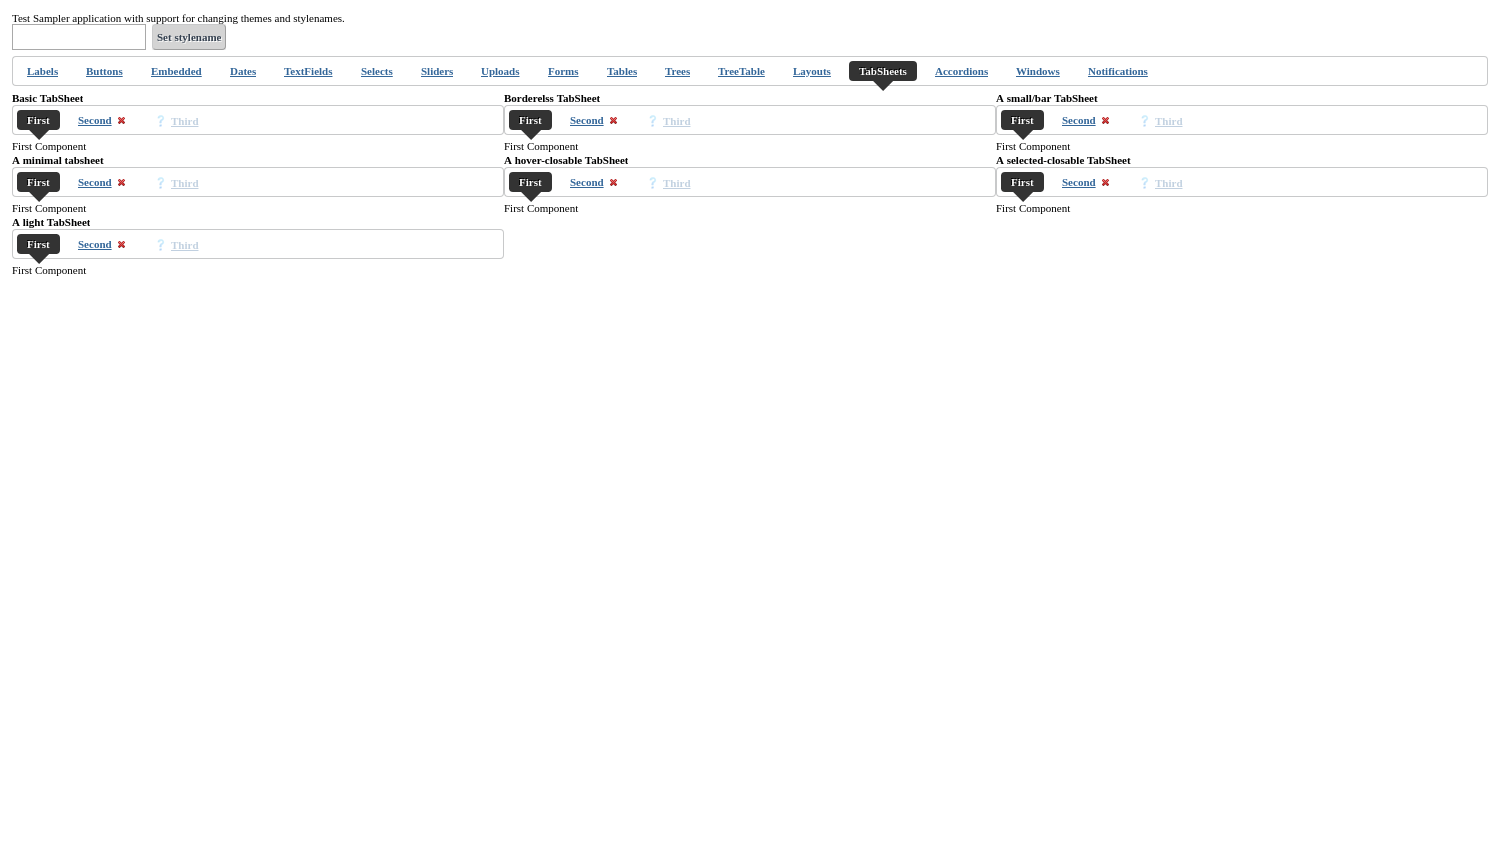 Test Sampler application with support for changing themes and stylenames.
Set stylename
Labels Buttons Embedded Dates TextFields Selects Sliders Uploads Forms Tables Trees TreeTable Layouts TabSheets Accordions Windows Notifications
Basic TabSheet Borderelss TabSheet A small/bar TabSheet
First Second ? Third First Second ? Third First Second ? Third
First Component First Component First Component
A minimal tabsheet A hover-closable TabSheet A selected-closable TabSheet
First Second ? Third First Second ? Third First Second ? Third
First Component First Component First Component
A light TabSheet
First Second ? Third
First Component